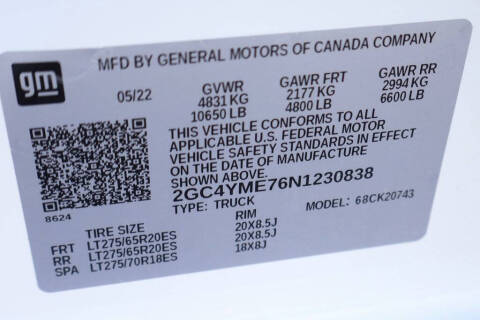 gm
MFD BY GENERAL MOTORS OF CANADA COMPANY
05/22 GVWR GAWR FRT GAWR RR
4831 KG 2177 KG 2994 KG
10650 LB 4800 LB 6600 LB
THIS VEHICLE CONFORMS TO ALL
APPLICABLE U.S. FEDERAL MOTOR
VEHICLE SAFETY STANDARDS IN EFFECT
ON THE DATE OF MANUFACTURE
SHOWN ABOVE.
2GC4YME76N1230838
8624
TYPE: TRUCK MODEL: 68CK20743
TIRE SIZE RIM
FRT LT275/65R20ES 20X8.5J
RR LT275/65R20ES 20X8.5J
SPA LT275/70R18ES 18X8J